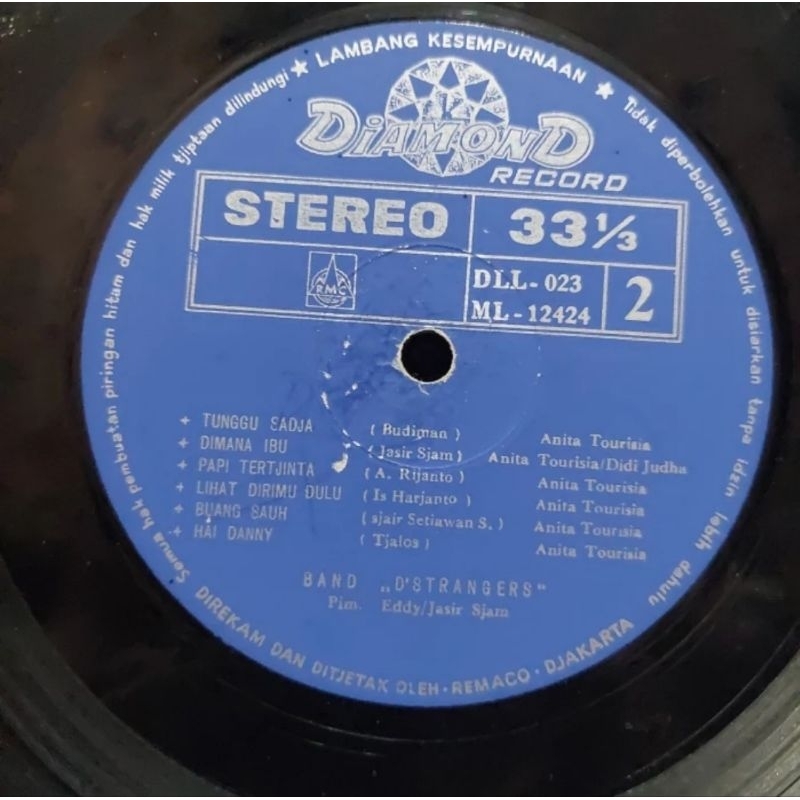 Semua hak pembuatan piringan hitam dan hak milik tjiptaan dilindungi ★ LAMBANG KESEMPURNAAN ★ Tidak diperbolehkan untuk disiarkan tanpa idzin lebih dahulu
DIAMOND
RECORD
STEREO 33 1/3
RMC
DLL - 023
ML - 12424
2
+ TUNGGU SADJA ( Budiman ) Anita Tourisia
+ DIMANA IBU ( Jasir Sjam) Anita Tourisia/Didi Judha
+ PAPI TERTJINTA ( A. Rijanto ) Anita Tourisia
+ LIHAT DIRIMU DULU ( Is Harjanto ) Anita Tourisia
+ BUANG SAUH ( sjair Setiawan S. ) Anita Tourisia
+ HAI DANNY ( Tjalos ) Anita Tourisia
BAND „D'STRANGERS"
Pim. Eddy/Jasir Sjam
DIREKAM DAN DITJETAK OLEH · REMACO · DJAKARTA